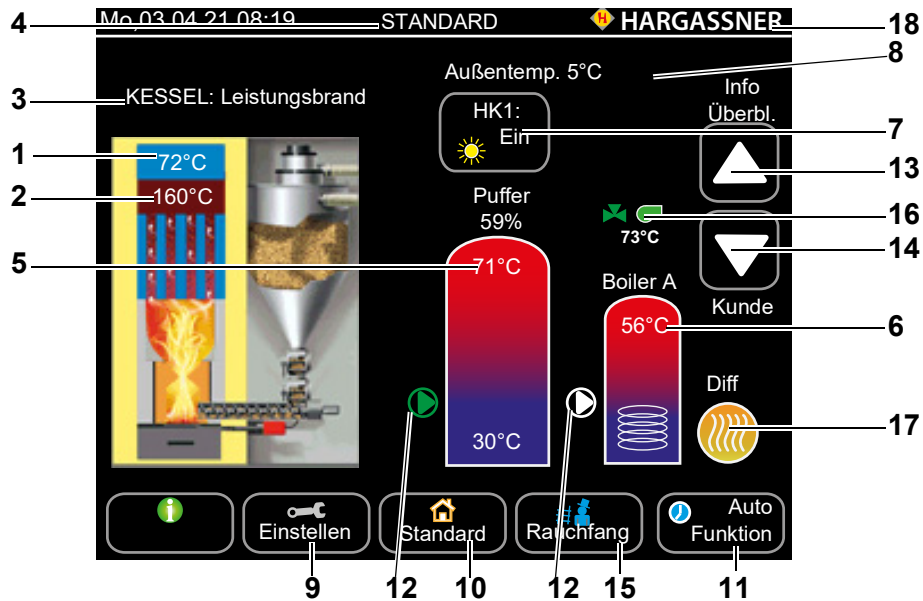 Mo,03.04.21 08:19 STANDARD H HARGASSNER
4
18
8
Außentemp. 5°C
3
KESSEL: Leistungsbrand
HK1:
Ein
7
Info
Überbl.
1
72°C
13
2
160°C
Puffer
59%
16
73°C
14
5
71°C
Boiler A
Kunde
56°C
6
Diff
17
30°C
i
Einstellen
Standard
Rauchfang
Auto
Funktion
9
12
10
12
15
11